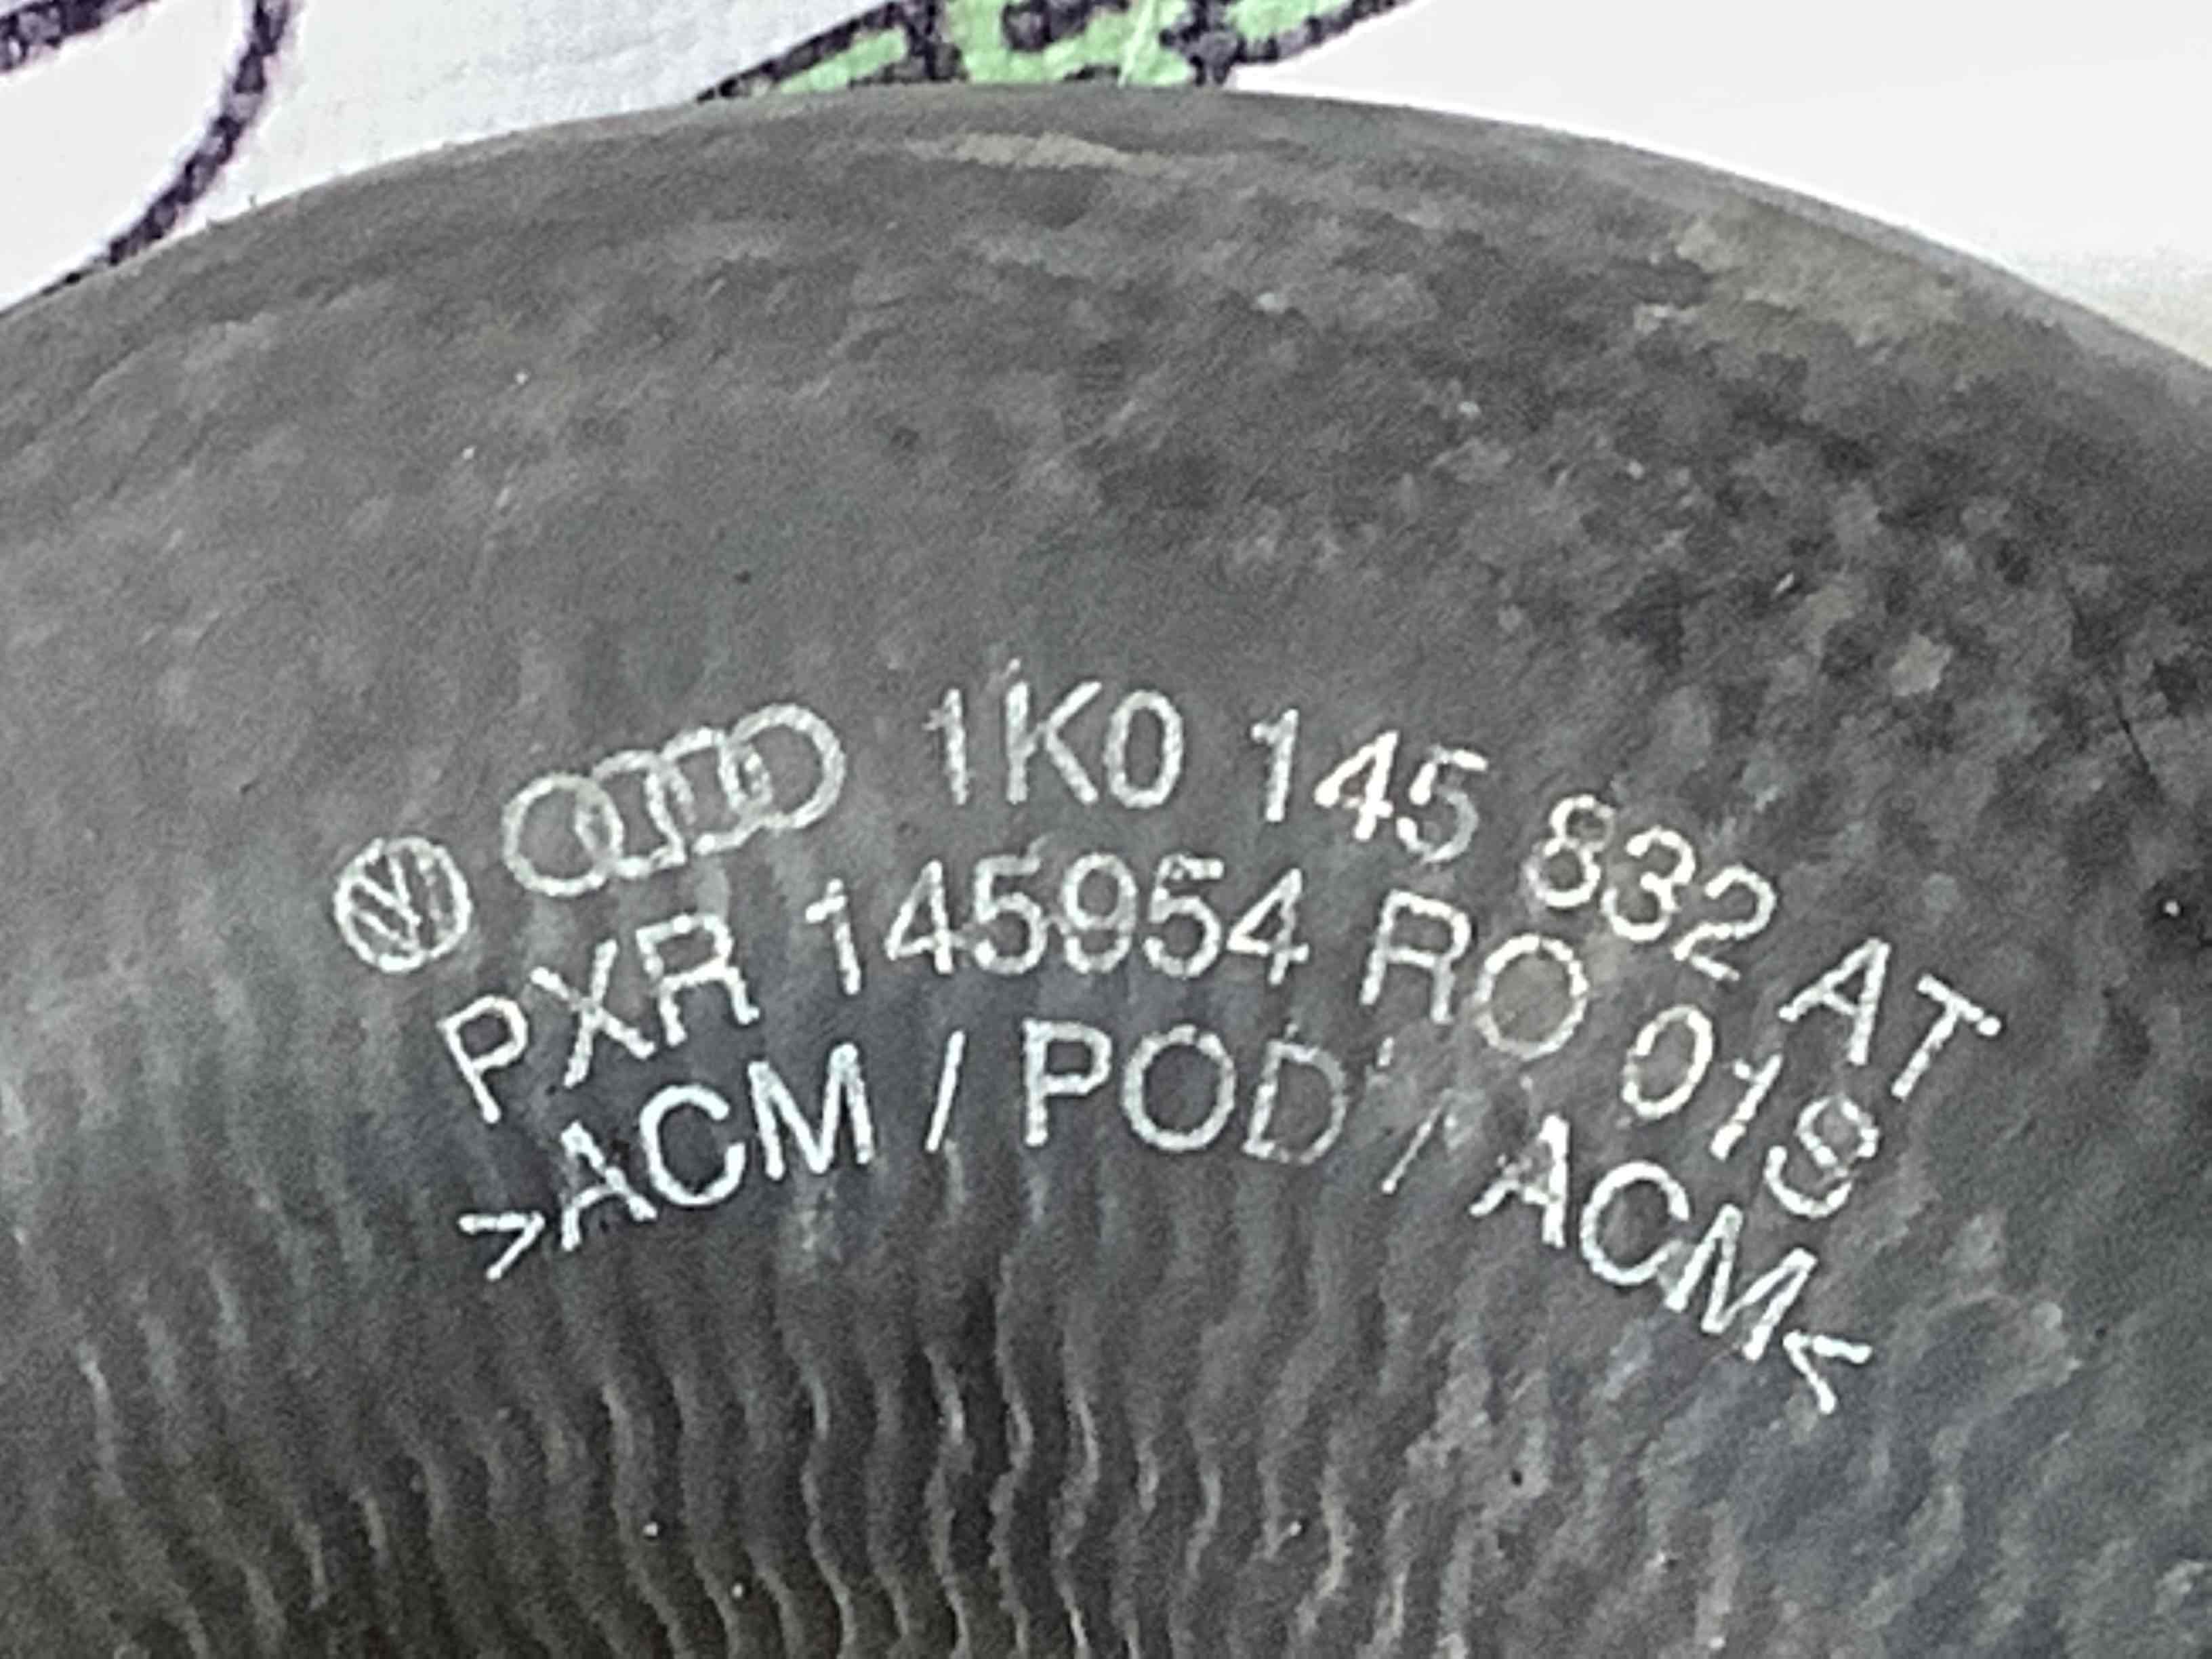 1K0 145 832 AT
PXR 145954 RO 019
>ACM / POD / ACM<